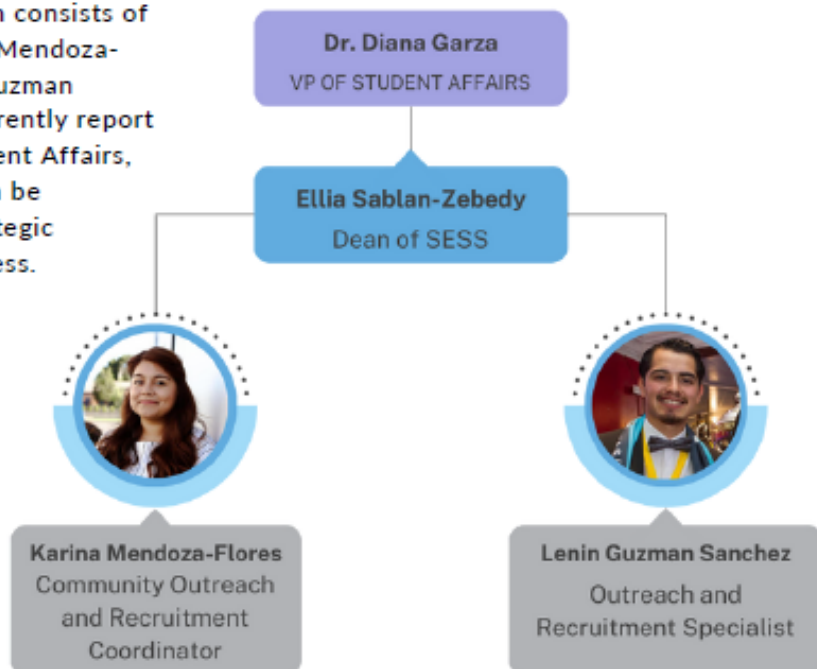 consists of
Mendoza-
uzman
rently report
ent Affairs,
be
tegic
ess.
Dr. Diana Garza
VP OF STUDENT AFFAIRS
Ellia Sablan-Zebedy
Dean of SESS
Karina Mendoza-Flores
Community Outreach
and Recruitment
Coordinator
Lenin Guzman Sanchez
Outreach and
Recruitment Specialist